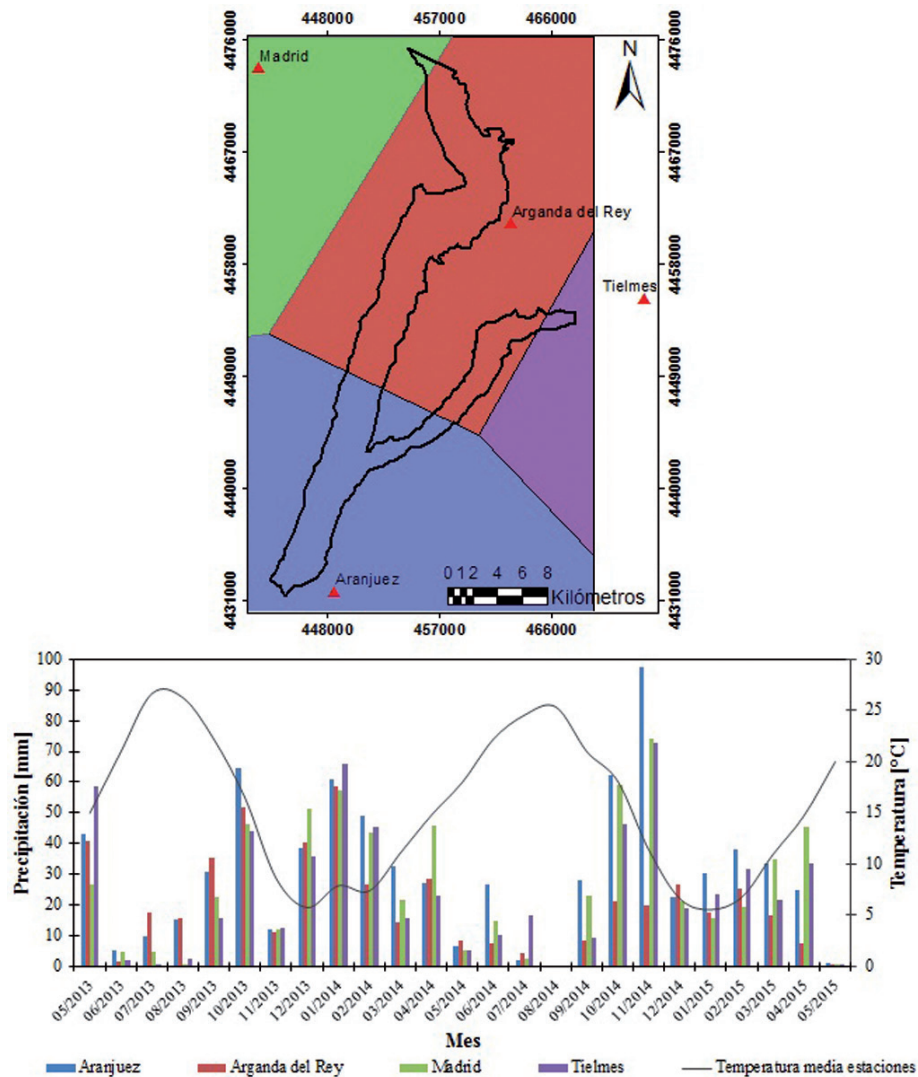 448000 457000 466000
4476000 4476000
N
Madrid
4467000 4467000
Arganda del Rey
4458000 4458000
Tielmes
4449000 4449000
4440000 4440000
Aranjuez
0 1 2 4 6 8
Kilómetros
4431000 4431000
448000 457000 466000
100 30
90
80 25
70
60 20
50 15
40
30 10
20
10 5
0 0
Precipitación [mm]
Temperatura [°C]
05/2013 06/2013 07/2013 08/2013 09/2013 10/2013 11/2013 12/2013 01/2014 02/2014 03/2014 04/2014 05/2014 06/2014 07/2014 08/2014 09/2014 10/2014 11/2014 12/2014 01/2015 02/2015 03/2015 04/2015 05/2015
Mes
Aranjuez Arganda del Rey Madrid Tielmes Temperatura media estaciones